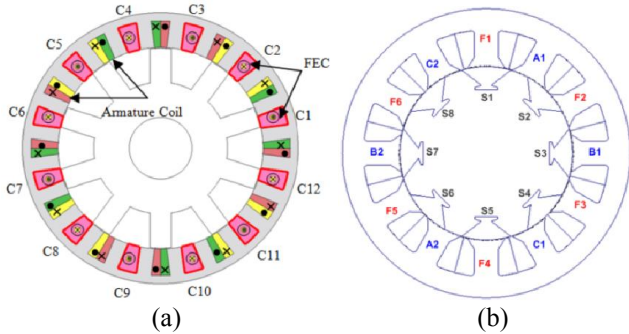 C4
C3
C5
C2
FEC
C6
C1
Armature Coil
C7
C12
C8
C11
C9
C10
(a)
F1
C2
A1
F6
S1
F2
S8
S2
B2
S7
S3
B1
S6
S4
F5
S5
F3
A2
C1
F4
(b)